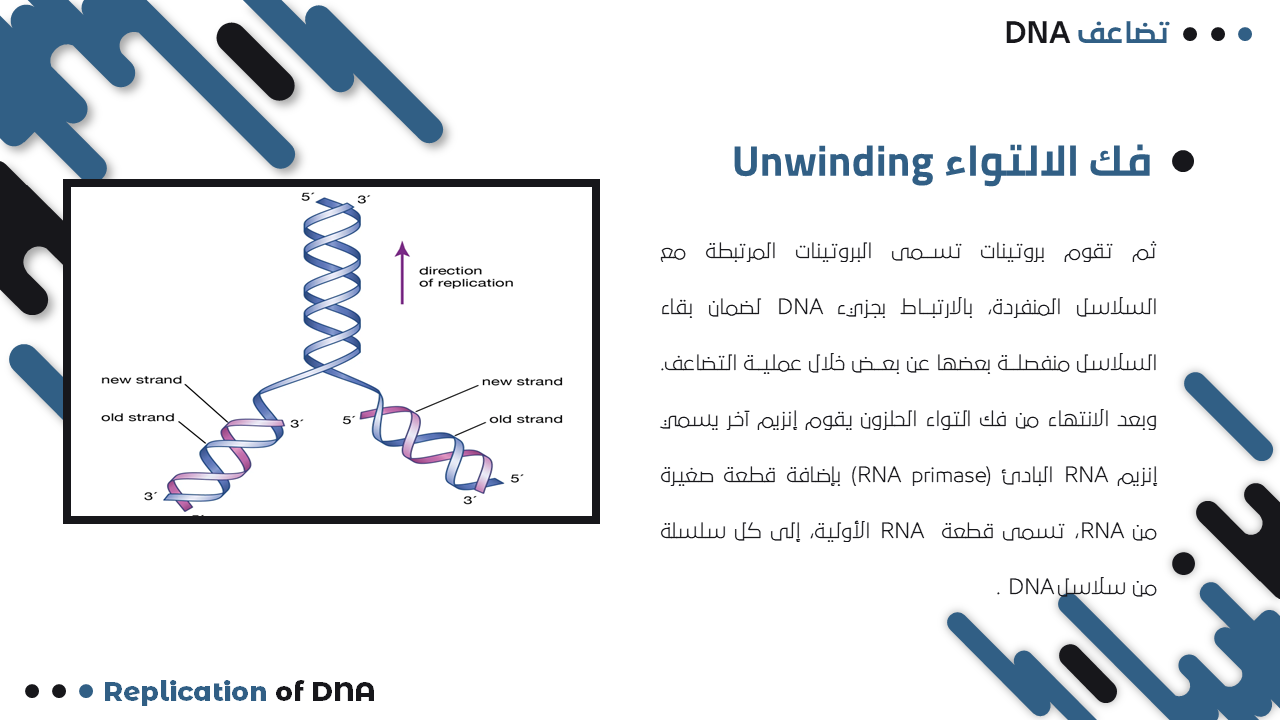 تضاعف DNA
فك الالتواء Unwinding
ثم تقوم بروتينات تسمى البروتينات المرتبطة مع
السلاسل المنفردة، بالارتباط بجزيء DNA لضمان بقاء
السلاسل منفصلة بعضها عن بعض خلال عملية التضاعف.
وبعد الانتهاء من فك التواء الحلزون يقوم إنزيم آخر يسمي
إنزيم RNA البادئ (RNA primase) بإضافة قطعة صغيرة
من RNA، تسمى قطعة RNA الأولية، إلى كل سلسلة
من سلاسل DNA .
5´ 3´
direction
of replication
new strand
old strand
3´
3´
new strand
old strand
5´
5´
3´
Replication of DNA